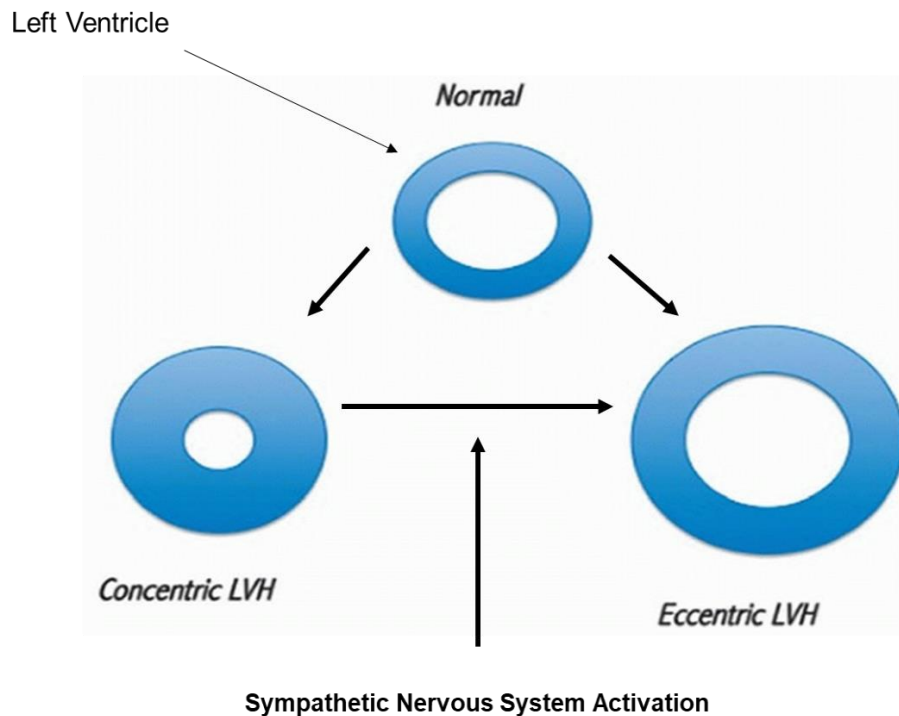 Left Ventricle
Normal
Concentric LVH
Eccentric LVH
Sympathetic Nervous System Activation